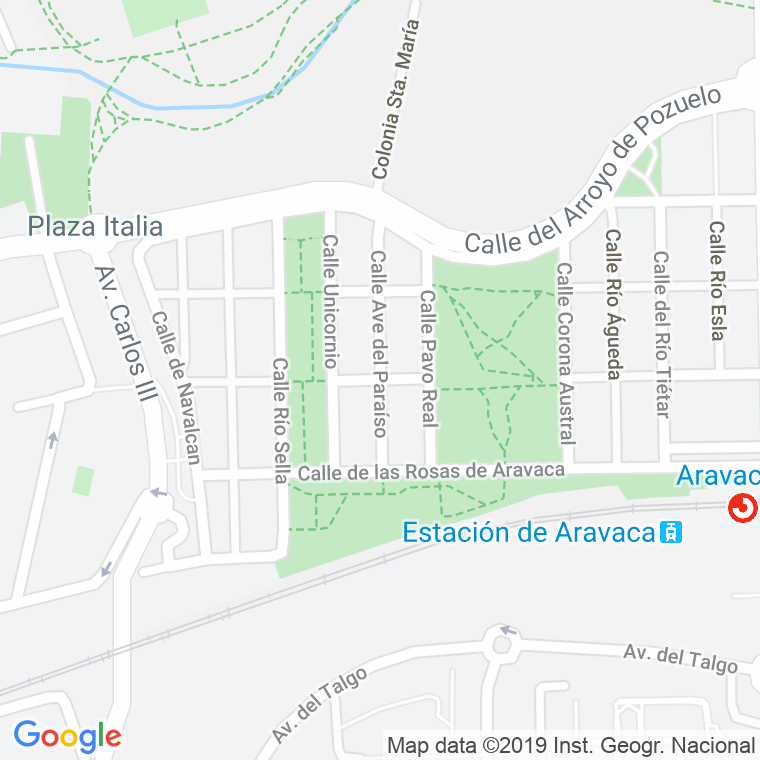 Colonia Sta. María
Calle del Arroyo de Pozuelo
Plaza Italia
Av. Carlos III
Calle de Navalcan
Calle Río Sella
Calle Unicornio
Calle Ave del Paraíso
Calle Pavo Real
Calle Corona Austral
Calle Río Águeda
Calle del Río Tiétar
Calle Río Esla
Calle de las Rosas de Aravaca
Aravac
Estación de Aravaca
Av. del Talgo
Av. del Talgo
Google
Map data ©2019 Inst. Geogr. Nacional